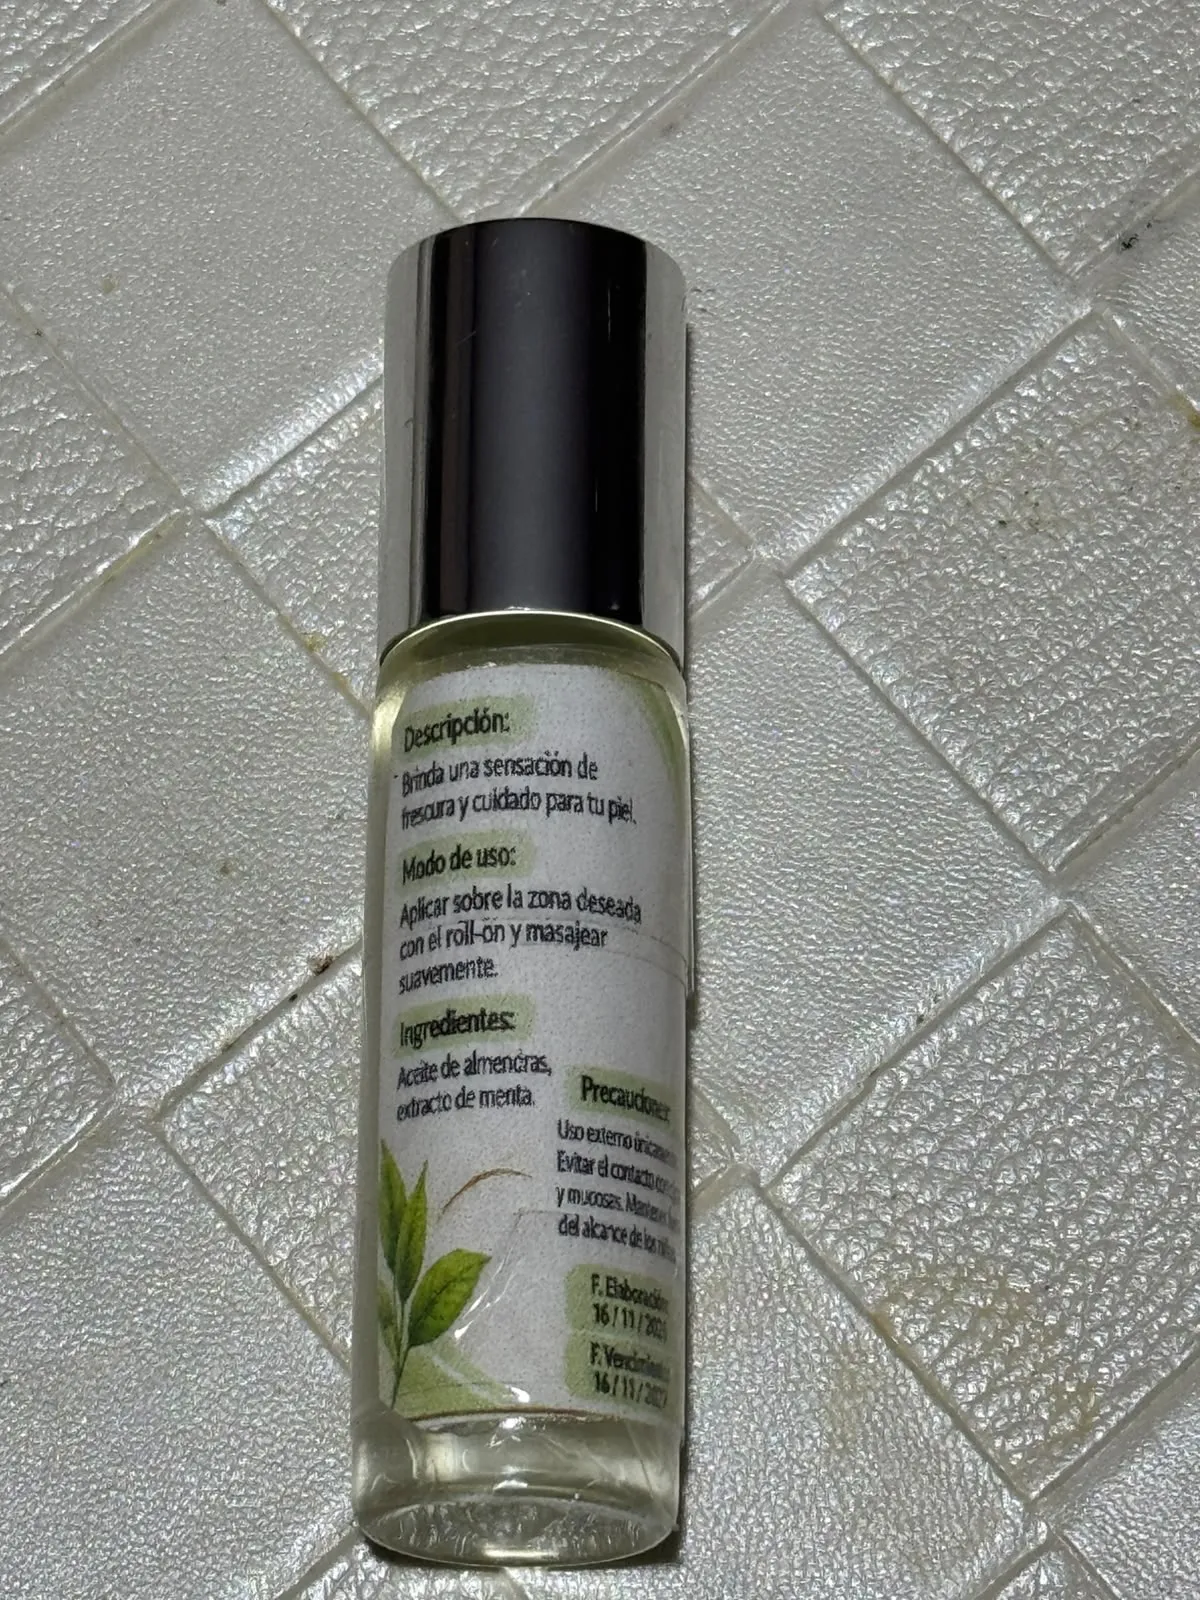 Descripción:
Brinda una sensación de
frescura y cuidado para tu piel.
Modo de uso:
Aplicar sobre la zona deseada
con el roll-on y masajear
suavemente.
Ingredientes:
Aceite de almendras,
extracto de menta.
Precauciones:
Uso externo
Evitar el contacto con
y mucosas.
del alcance de los
F. Elaboración
16 / 11 /
F. Vencimiento
16 / 11 /